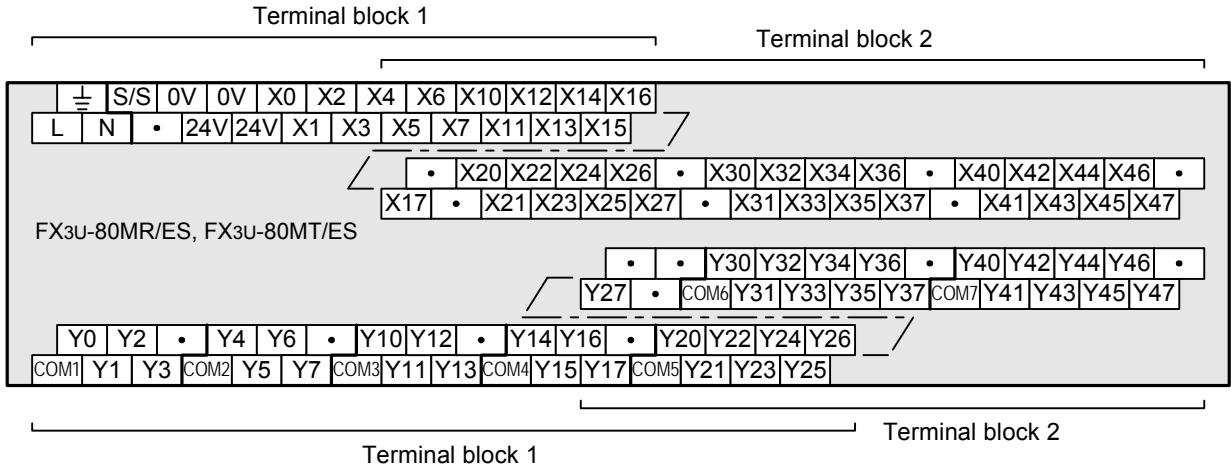 Terminal block 1
Terminal block 2
S/S 0V 0V X0 X2 X4 X6 X10 X12 X14 X16
L N • 24V 24V X1 X3 X5 X7 X11 X13 X15
• X20 X22 X24 X26 • X30 X32 X34 X36 • X40 X42 X44 X46 •
X17 • X21 X23 X25 X27 • X31 X33 X35 X37 • X41 X43 X45 X47
FX3U-80MR/ES, FX3U-80MT/ES
• • Y30 Y32 Y34 Y36 • Y40 Y42 Y44 Y46 •
Y27 • COM6 Y31 Y33 Y35 Y37 COM7 Y41 Y43 Y45 Y47
Y0 Y2 • Y4 Y6 • Y10 Y12 • Y14 Y16 • Y20 Y22 Y24 Y26
COM1 Y1 Y3 COM2 Y5 Y7 COM3 Y11 Y13 COM4 Y15 Y17 COM5 Y21 Y23 Y25
Terminal block 2
Terminal block 1